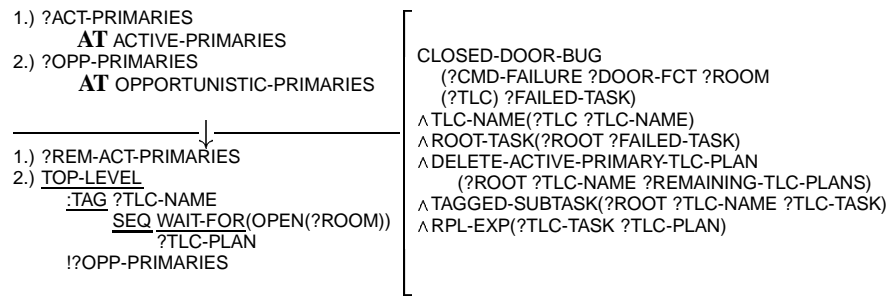 1.) ?ACT-PRIMARIES
AT ACTIVE-PRIMARIES
2.) ?OPP-PRIMARIES
AT OPPORTUNISTIC-PRIMARIES
1.) ?REM-ACT-PRIMARIES
2.) TOP-LEVEL
:TAG ?TLC-NAME
SEQ WAIT-FOR(OPEN(?ROOM))
?TLC-PLAN
!?OPP-PRIMARIES
CLOSED-DOOR-BUG
(?CMD-FAILURE ?DOOR-FCT ?ROOM
(?TLC) ?FAILED-TASK)
∧ TLC-NAME(?TLC ?TLC-NAME)
∧ ROOT-TASK(?ROOT ?FAILED-TASK)
∧ DELETE-ACTIVE-PRIMARY-TLC-PLAN
(?ROOT ?TLC-NAME ?REMAINING-TLC-PLANS)
∧ TAGGED-SUBTASK(?ROOT ?TLC-NAME ?TLC-TASK)
∧ RPL-EXP(?TLC-TASK ?TLC-PLAN)